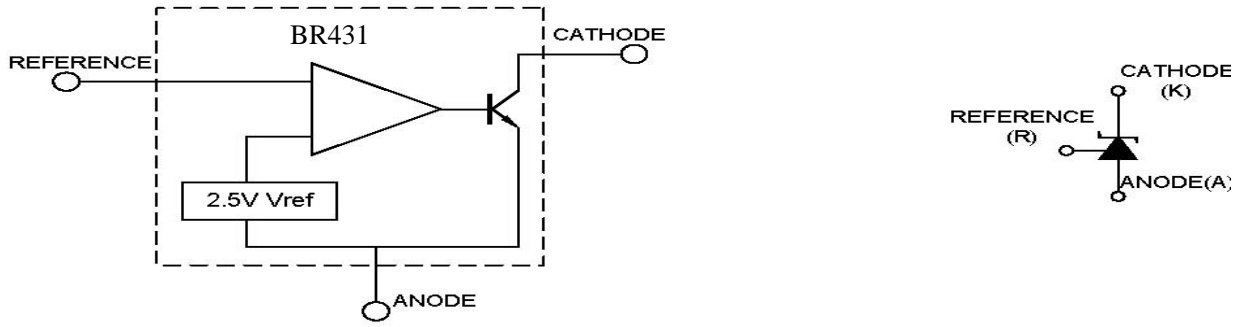 BR431
CATHODE
REFERENCE
2.5V Vref
ANODE
CATHODE
(K)
REFERENCE
(R)
ANODE(A)